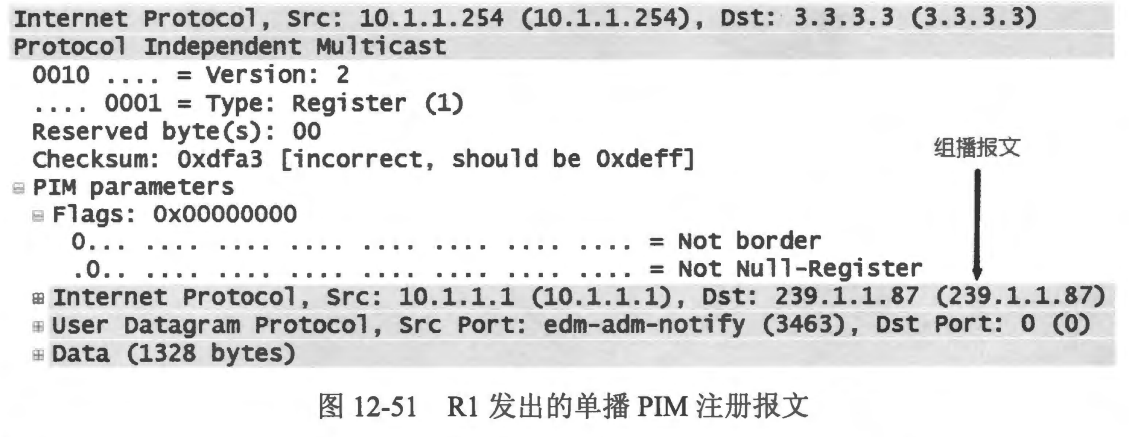 Internet Protocol, Src: 10.1.1.254 (10.1.1.254), Dst: 3.3.3.3 (3.3.3.3)
Protocol Independent Multicast
0010 .... = Version: 2
.... 0001 = Type: Register (1)
Reserved byte(s): 00
Checksum: 0xdfa3 [incorrect, should be 0xdeff]
组播报文
PIM parameters
Flags: 0x00000000
0... .... .... .... .... .... .... .... = Not border
.0.. .... .... .... .... .... .... .... = Not Null-Register
Internet Protocol, Src: 10.1.1.1 (10.1.1.1), Dst: 239.1.1.87 (239.1.1.87)
User Datagram Protocol, Src Port: edm-adm-notify (3463), Dst Port: 0 (0)
Data (1328 bytes)
图 12-51 R1 发出的单播 PIM 注册报文